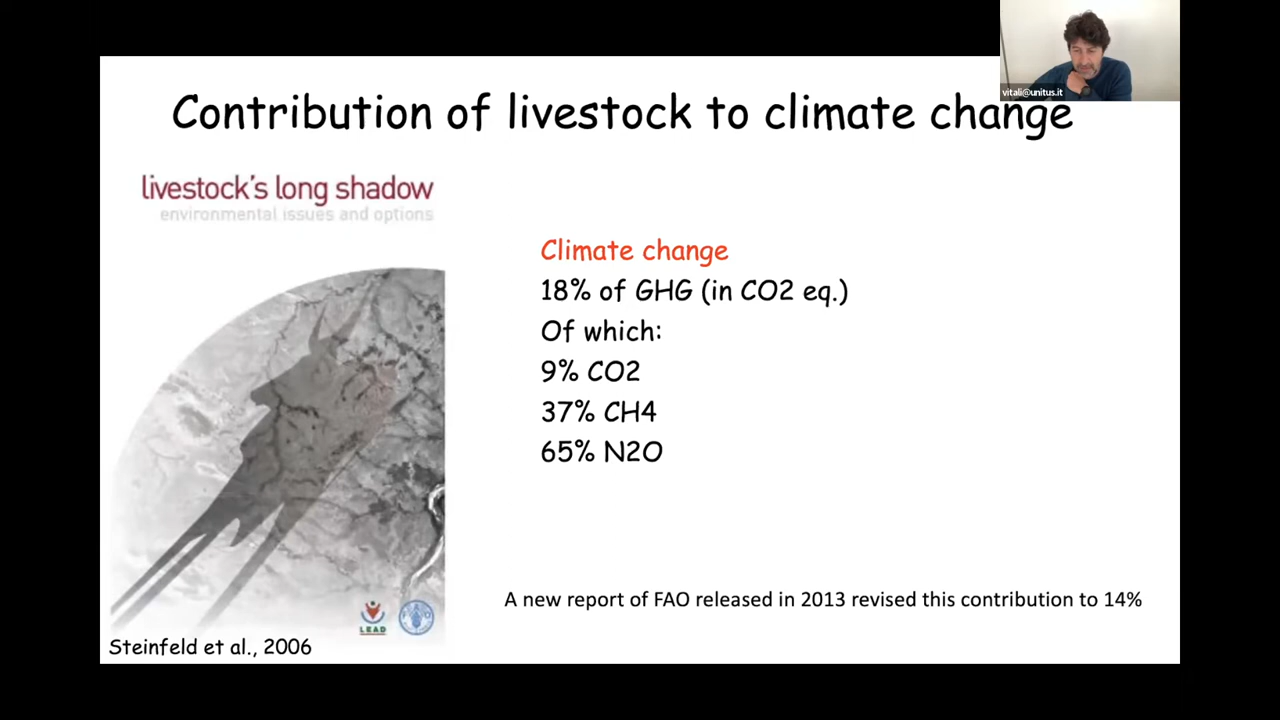 vitali@unitus.it
Contribution of livestock to climate change
livestock's long shadow
environmental issues and options
Climate change
18% of GHG (in CO2 eq.)
Of which:
9% CO2
37% CH4
65% N2O
LEAD
A new report of FAO released in 2013 revised this contribution to 14%
Steinfeld et al., 2006